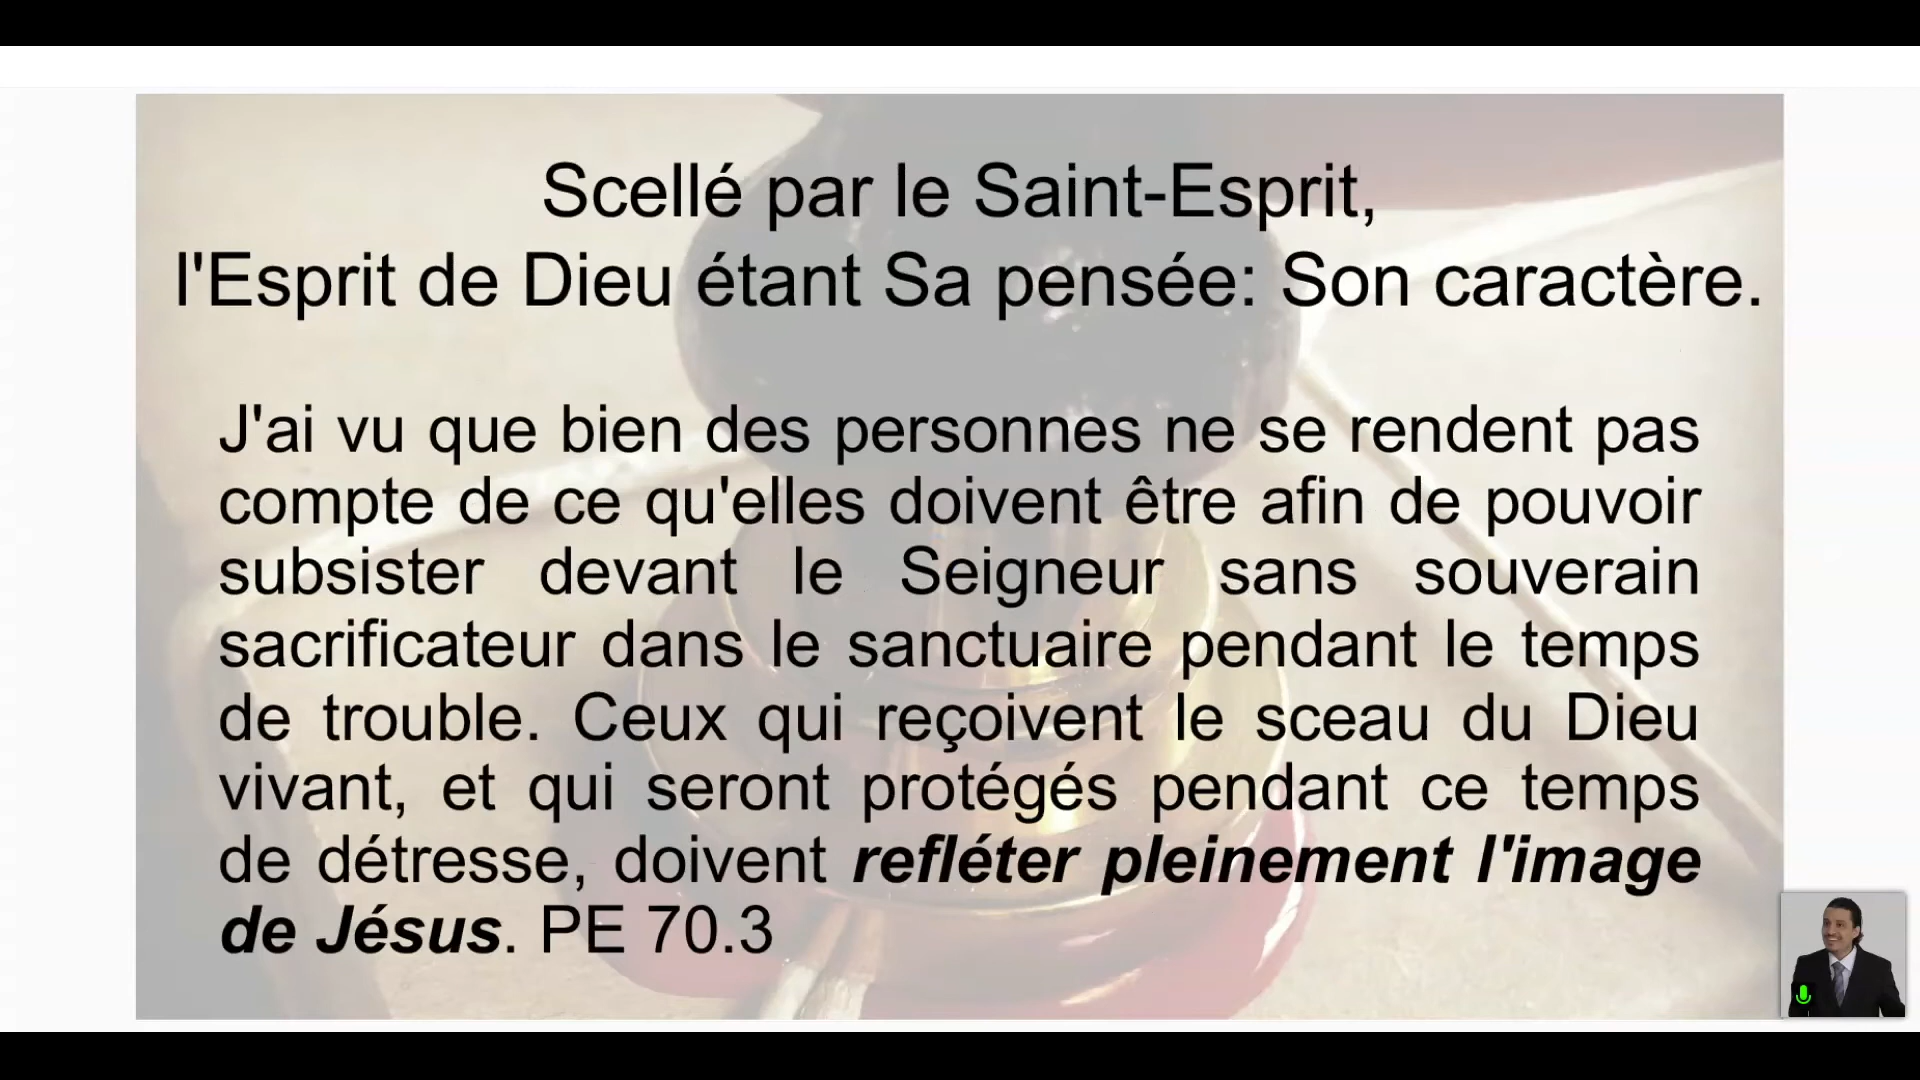 Scellé par le Saint-Esprit,
l'Esprit de Dieu étant Sa pensée: Son caractère.
J'ai vu que bien des personnes ne se rendent pas
compte de ce qu'elles doivent être afin de pouvoir
subsister devant le Seigneur sans souverain
sacrificateur dans le sanctuaire pendant le temps
de trouble. Ceux qui reçoivent le sceau du Dieu
vivant, et qui seront protégés pendant ce temps
de détresse, doivent refléter pleinement l'image
de Jésus. PE 70.3